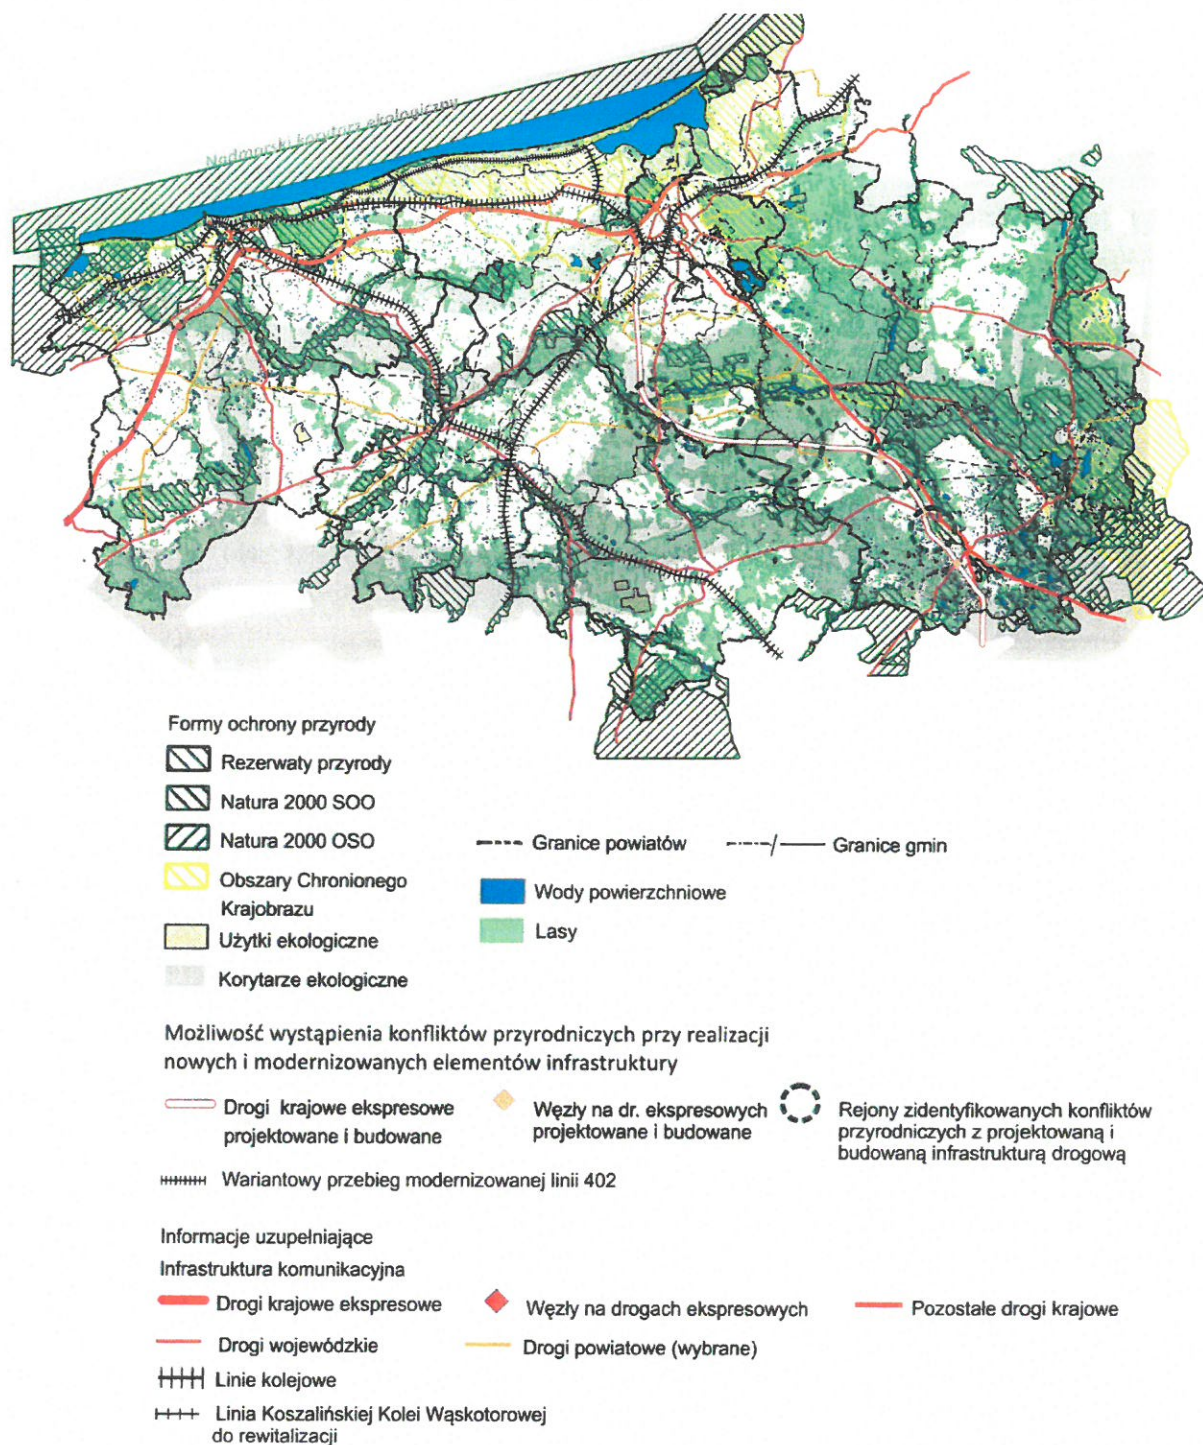 Nadmorski korytarz ekologiczny
Formy ochrony przyrody
Rezerwaty przyrody
Natura 2000 SOO
Natura 2000 OSO
Obszary Chronionego
Krajobrazu
Użytki ekologiczne
Korytarze ekologiczne
Granice powiatów
Granice gmin
Wody powierzchniowe
Lasy
Możliwość wystąpienia konfliktów przyrodniczych przy realizacji
nowych i modernizowanych elementów infrastruktury
Drogi krajowe ekspresowe
projektowane i budowane
Węzły na dr. ekspresowych
projektowane i budowane
Rejony zidentyfikowanych konfliktów
przyrodniczych z projektowaną i
budowaną infrastrukturą drogową
Wariantowy przebieg modernizowanej linii 402
Informacje uzupełniające
Infrastruktura komunikacyjna
Drogi krajowe ekspresowe
Węzły na drogach ekspresowych
Pozostałe drogi krajowe
Drogi wojewódzkie
Drogi powiatowe (wybrane)
Linie kolejowe
Linia Koszalińskiej Kolei Wąskotorowej
do rewitalizacji